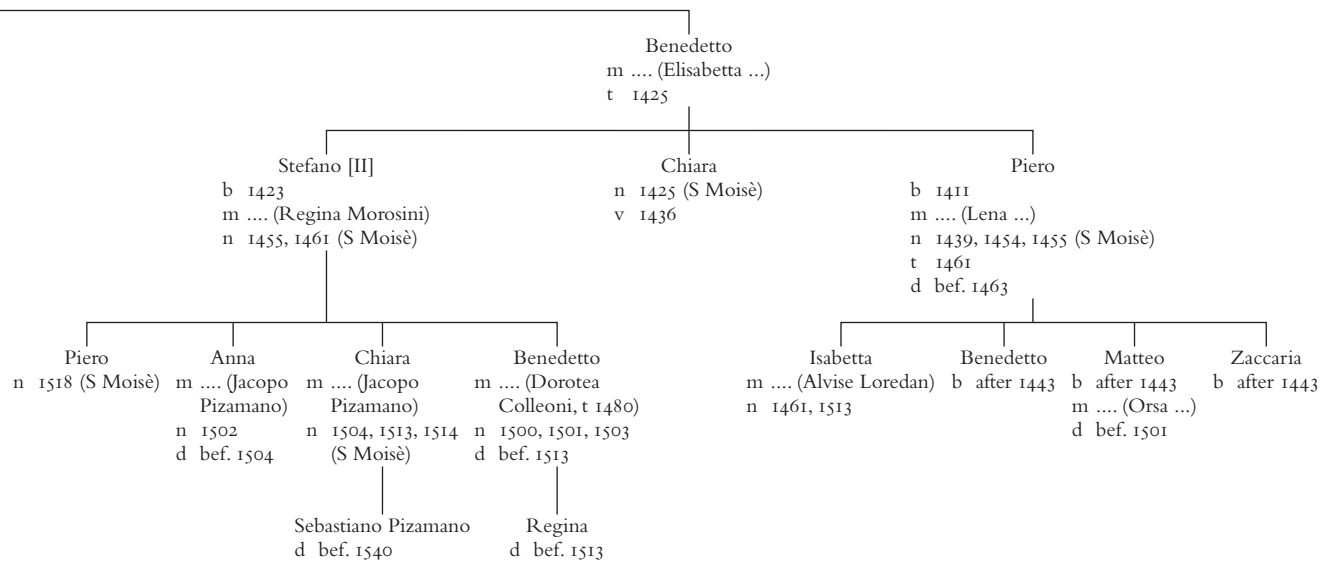 Benedetto
m .... (Elisabetta ...)
t 1425
Stefano [II]
b 1423
m .... (Regina Morosini)
n 1455, 1461 (S Moisè)
Chiara
n 1425 (S Moisè)
v 1436
Piero
b 1411
m .... (Lena ...)
n 1439, 1454, 1455 (S Moisè)
t 1461
d bef. 1463
Piero
n 1518 (S Moisè)
Anna
m .... (Jacopo
Pizamano)
n 1502
d bef. 1504
Chiara
m .... (Jacopo
Pizamano)
n 1504, 1513, 1514
(S Moisè)
Benedetto
m .... (Dorotea
Colleoni, t 1480)
n 1500, 1501, 1503
d bef. 1513
Isabetta
m .... (Alvise Loredan)
n 1461, 1513
Benedetto
b after 1443
Matteo
b after 1443
m .... (Orsa ...)
d bef. 1501
Zaccaria
b after 1443
Sebastiano Pizamano
d bef. 1540
Regina
d bef. 1513